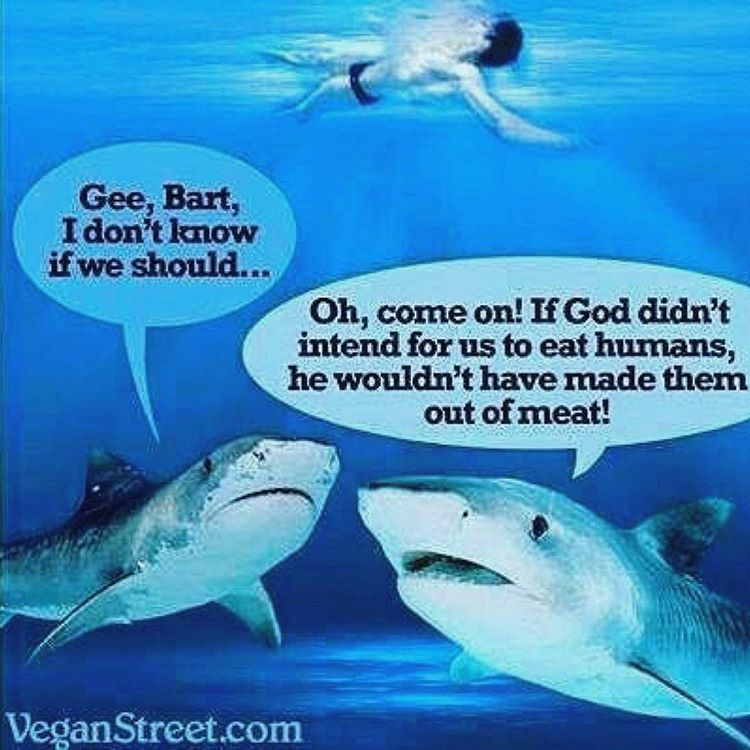 Gee, Bart,
I don't know
if we should...
Oh, come on! If God didn't
intend for us to eat humans,
he wouldn't have made them
out of meat!
VeganStreet.com